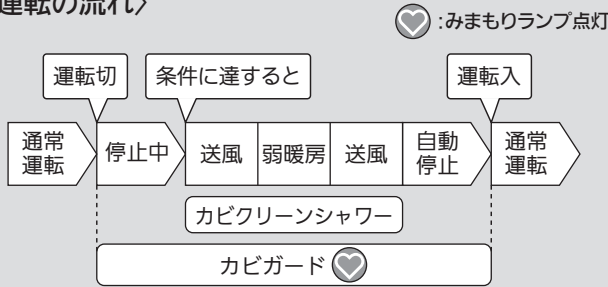 運転の流れ〉
:みまもりランプ点灯
運転切
条件に達すると
運転入
通常
運転
停止中
送風
弱暖房
送風
自動
停止
通常
運転
カビクリーンシャワー
カビガード